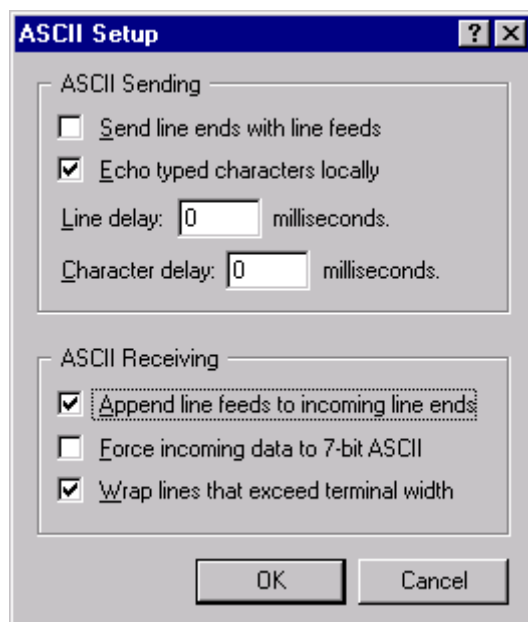 ASCII Setup
ASCII Sending
Send line ends with line feeds
Echo typed characters locally
Line delay: 0 milliseconds.
Character delay: 0 milliseconds.
ASCII Receiving
Append line feeds to incoming line ends
Force incoming data to 7-bit ASCII
Wrap lines that exceed terminal width
OK Cancel